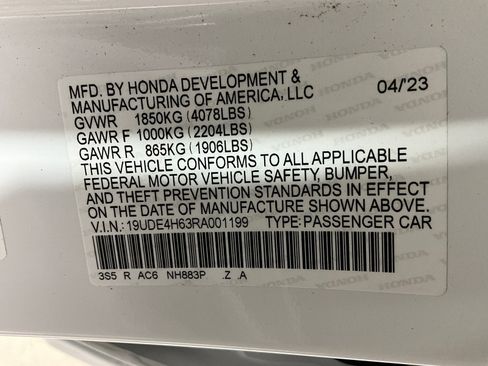 MFD. BY HONDA DEVELOPMENT & 04/'23
MANUFACTURING OF AMERICA, LLC
GVWR 1850KG (4078LBS)
GAWR F 1000KG (2204LBS)
GAWR R 865KG (1906LBS)
THIS VEHICLE CONFORMS TO ALL APPLICABLE
FEDERAL MOTOR VEHICLE SAFETY, BUMPER,
AND THEFT PREVENTION STANDARDS IN EFFECT
ON THE DATE OF MANUFACTURE SHOWN ABOVE.
V.I.N.: 19UDE4H63RA001199 TYPE: PASSENGER CAR
3S5 R AC6 NH883P .Z .A